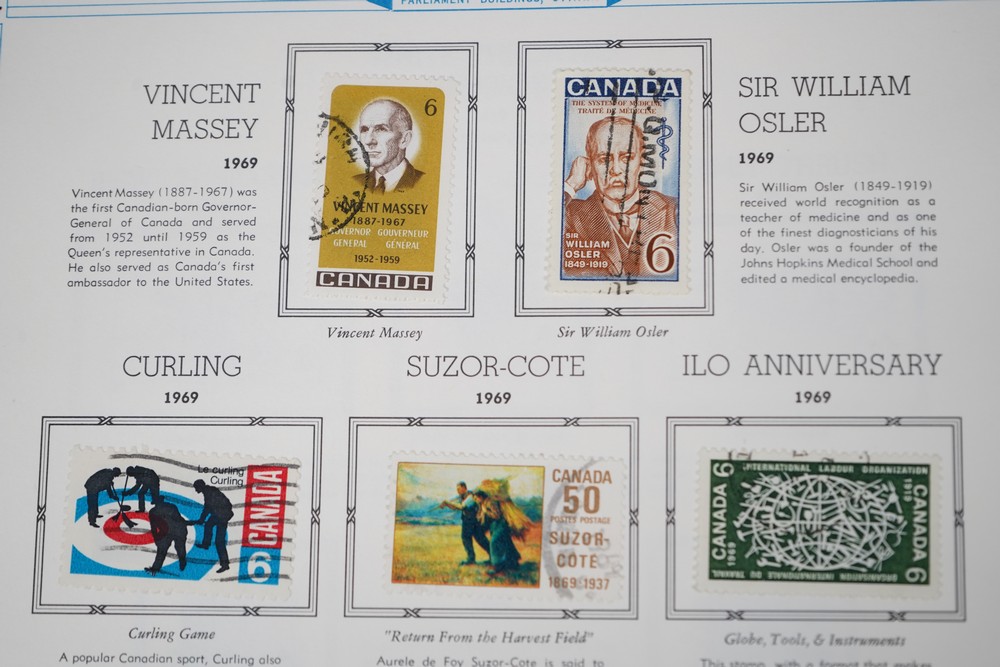 PARLIAMENT BUILDINGS,
VINCENT
MASSEY
1969
Vincent Massey (1887-1967) was
the first Canadian-born Governor-
General of Canada and served
from 1952 until 1959 as the
Queen's representative in Canada.
He also served as Canada's first
ambassador to the United States.
6
VINCENT MASSEY
1887-1967
GOVERNOR GOUVERNEUR
GENERAL GÉNÉRAL
1952-1959
CANADA
Vincent Massey
CANADA
THE SYSTEM OF MEDICINE
TRAITÉ DE MÉDECINE
SIR
WILLIAM
OSLER
1849-1919
6
Sir William Osler
SIR WILLIAM
OSLER
1969
Sir William Osler (1849-1919)
received world recognition as a
teacher of medicine and as one
of the finest diagnosticians of his
day. Osler was a founder of the
Johns Hopkins Medical School and
edited a medical encyclopedia.
CURLING
1969
Le curling
Curling
CANADA
6
Curling Game
A popular Canadian sport, Curling also
SUZOR-COTE
1969
CANADA
50
POSTES POSTAGE
SUZOR-
COTÉ
1869-1937
"Return From the Harvest Field"
Aurele de Foy Suzor-Cote is said to
ILO ANNIVERSARY
1969
INTERNATIONAL LABOUR ORGANIZATION
CANADA 6
1969
1919
CANADA 6
ORGANISATION INTERNATIONALE DU TRAVAIL
Globe, Tools, & Instruments
This stamp, with a format that makes